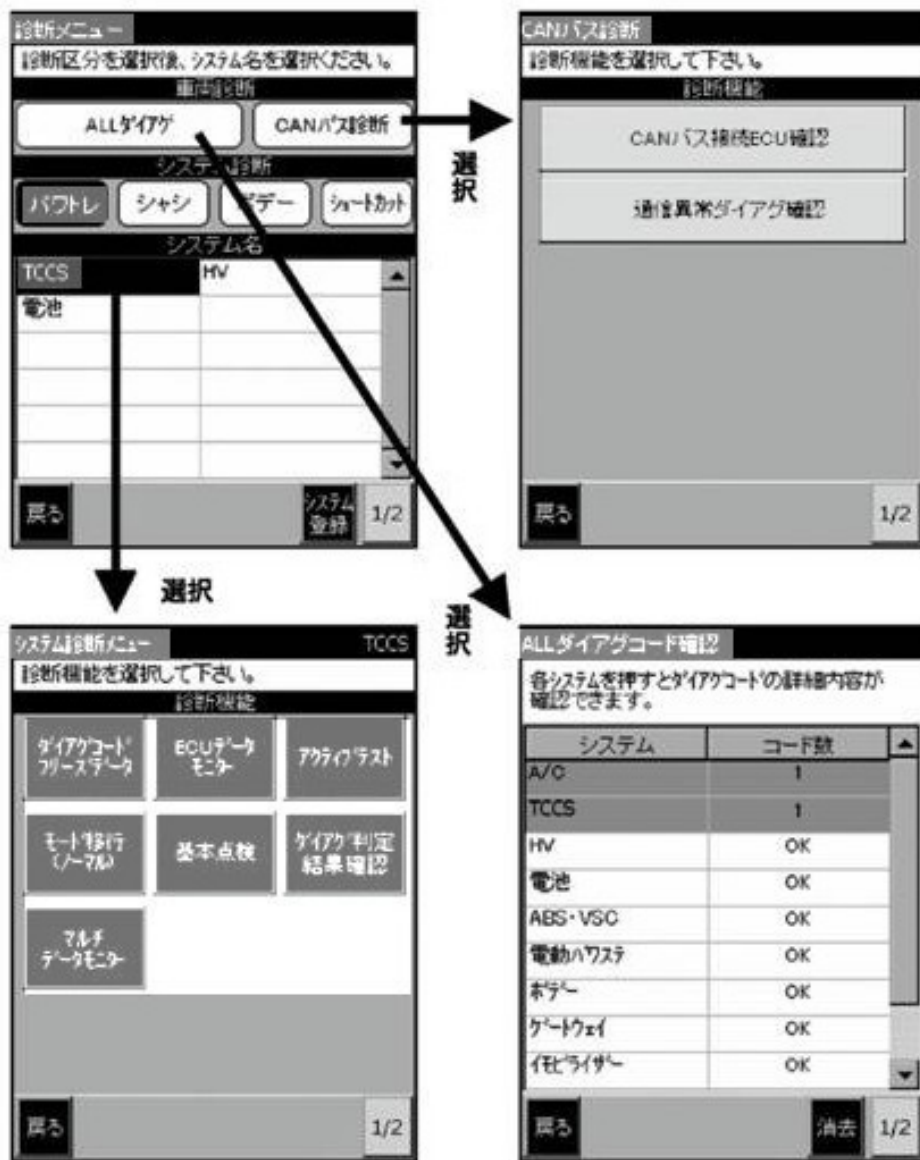 診断メニュー
診断区分を選択後、システム名を選択ください。
車両診断
ALLダイアグ
CANバス診断
システム診断
パワトレ
シャシ
ボデー
ショートカット
システム名
TCCS
HV
電池
戻る
システム
登録
1/2
選択
CANバス診断
診断機能を選択して下さい。
診断機能
CANバス接続ECU確認
通信異常ダイアグ確認
戻る
1/2
選択
システム診断メニュー
TCCS
診断機能を選択して下さい。
診断機能
ダイアグコード
フリーズデータ
ECUデータ
モニター
アクティブテスト
モード移行
(ノーマル)
基本点検
ダイアグ判定
結果確認
マルチ
データモニター
戻る
1/2
選択
ALLダイアグコード確認
各システムを押すとダイアグコードの詳細内容が
確認できます。
システム
コード数
A/C
1
TCCS
1
HV
OK
電池
OK
ABS・VSC
OK
電動パワステ
OK
ボデー
OK
ゲートウェイ
OK
イモビライザー
OK
戻る
消去
1/2